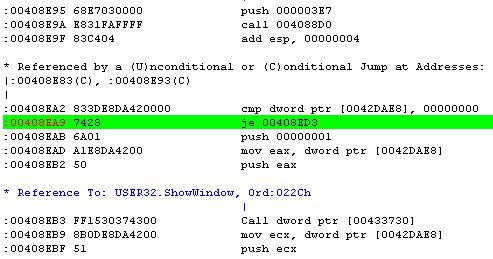 :00408E95 68E7030000 push 000003E7
:00408E9A E831FAFFFF call 004088D0
:00408E9F 83C404 add esp, 00000004
* Referenced by a (U)nconditional or (C)onditional Jump at Addresses:
|:00408E83(C), :00408E93(C)
|
:00408EA2 833DE8DA420000 cmp dword ptr [0042DAE8], 00000000
:00408EA9 7428 je 00408ED3
:00408EAB 6A01 push 00000001
:00408EAD A1E8DA4200 mov eax, dword ptr [0042DAE8]
:00408EB2 50 push eax
* Reference To: USER32.ShowWindow, Ord:022Ch
|
:00408EB3 FF1530374300 Call dword ptr [00433730]
:00408EB9 8B0DE8DA4200 mov ecx, dword ptr [0042DAE8]
:00408EBF 51 push ecx